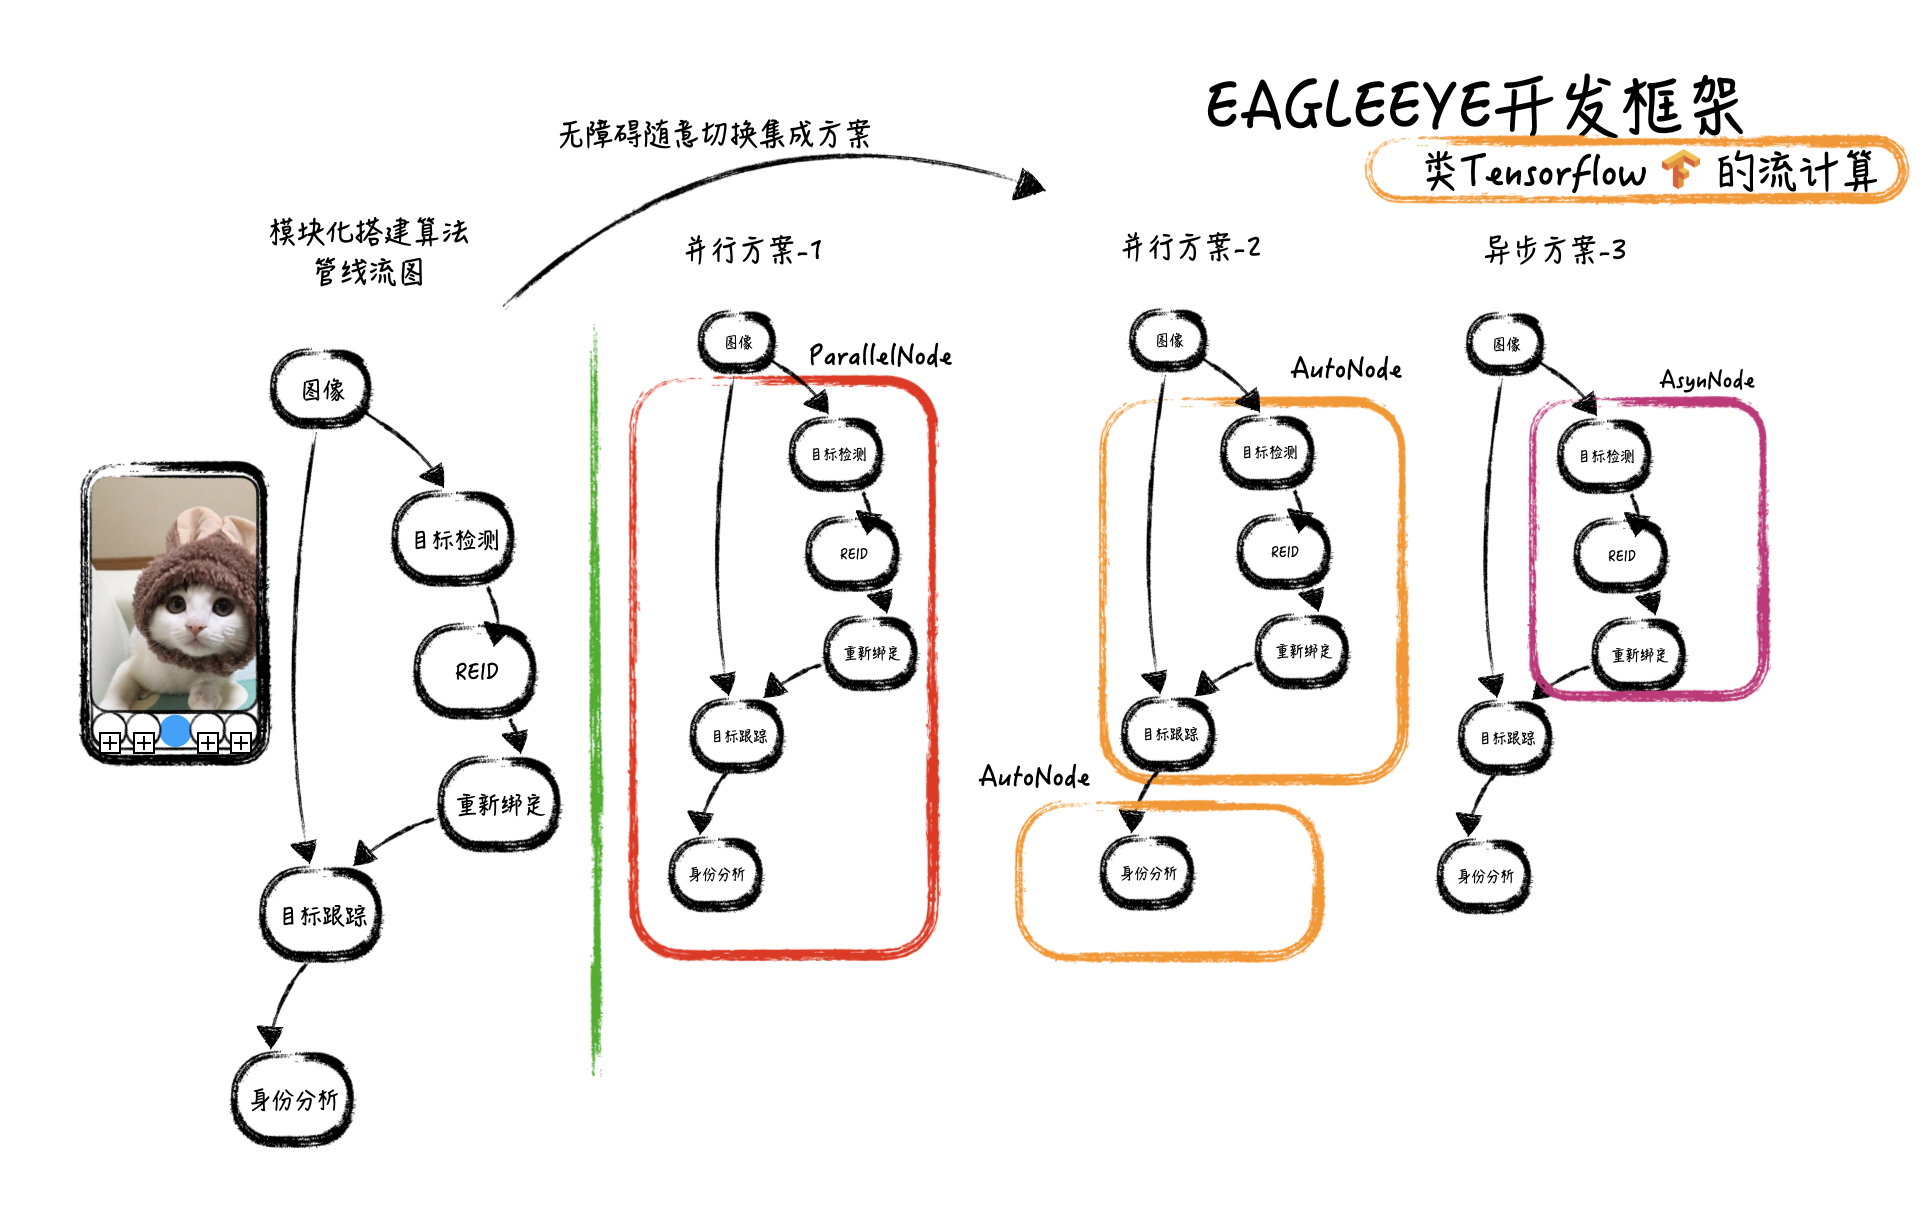 EAGLEEYE开发框架
类Tensorflow 的流计算
无障碍随意切换集成方案
模块化搭建算法
管线流图
图像
目标检测
REID
重新绑定
目标跟踪
身份分析
并行方案-1
图像
ParallelNode
目标检测
REID
重新绑定
目标跟踪
身份分析
并行方案-2
图像
AutoNode
目标检测
REID
重新绑定
目标跟踪
AutoNode
身份分析
异步方案-3
图像
AsynNode
目标检测
REID
重新绑定
目标跟踪
身份分析